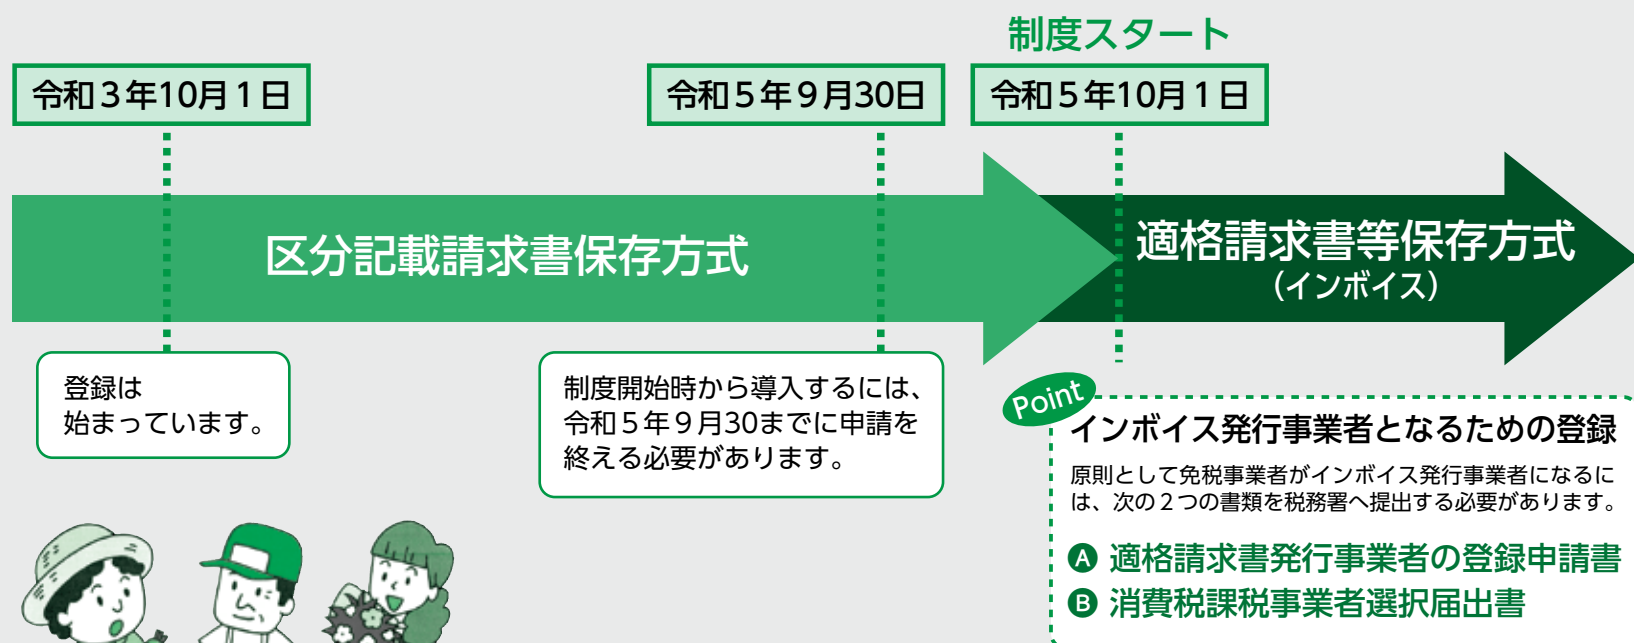 制度スタート
令和3年10月1日
令和5年9月30日
令和5年10月1日
区分記載請求書保存方式
適格請求書等保存方式
(インボイス)
登録は
始まっています。
制度開始時から導入するには、
令和5年9月30までに申請を
終える必要があります。
Point
インボイス発行事業者となるための登録
原則として免税事業者がインボイス発行事業者になるに
は、次の2つの書類を税務署へ提出する必要があります。
A 適格請求書発行事業者の登録申請書
B 消費税課税事業者選択届出書